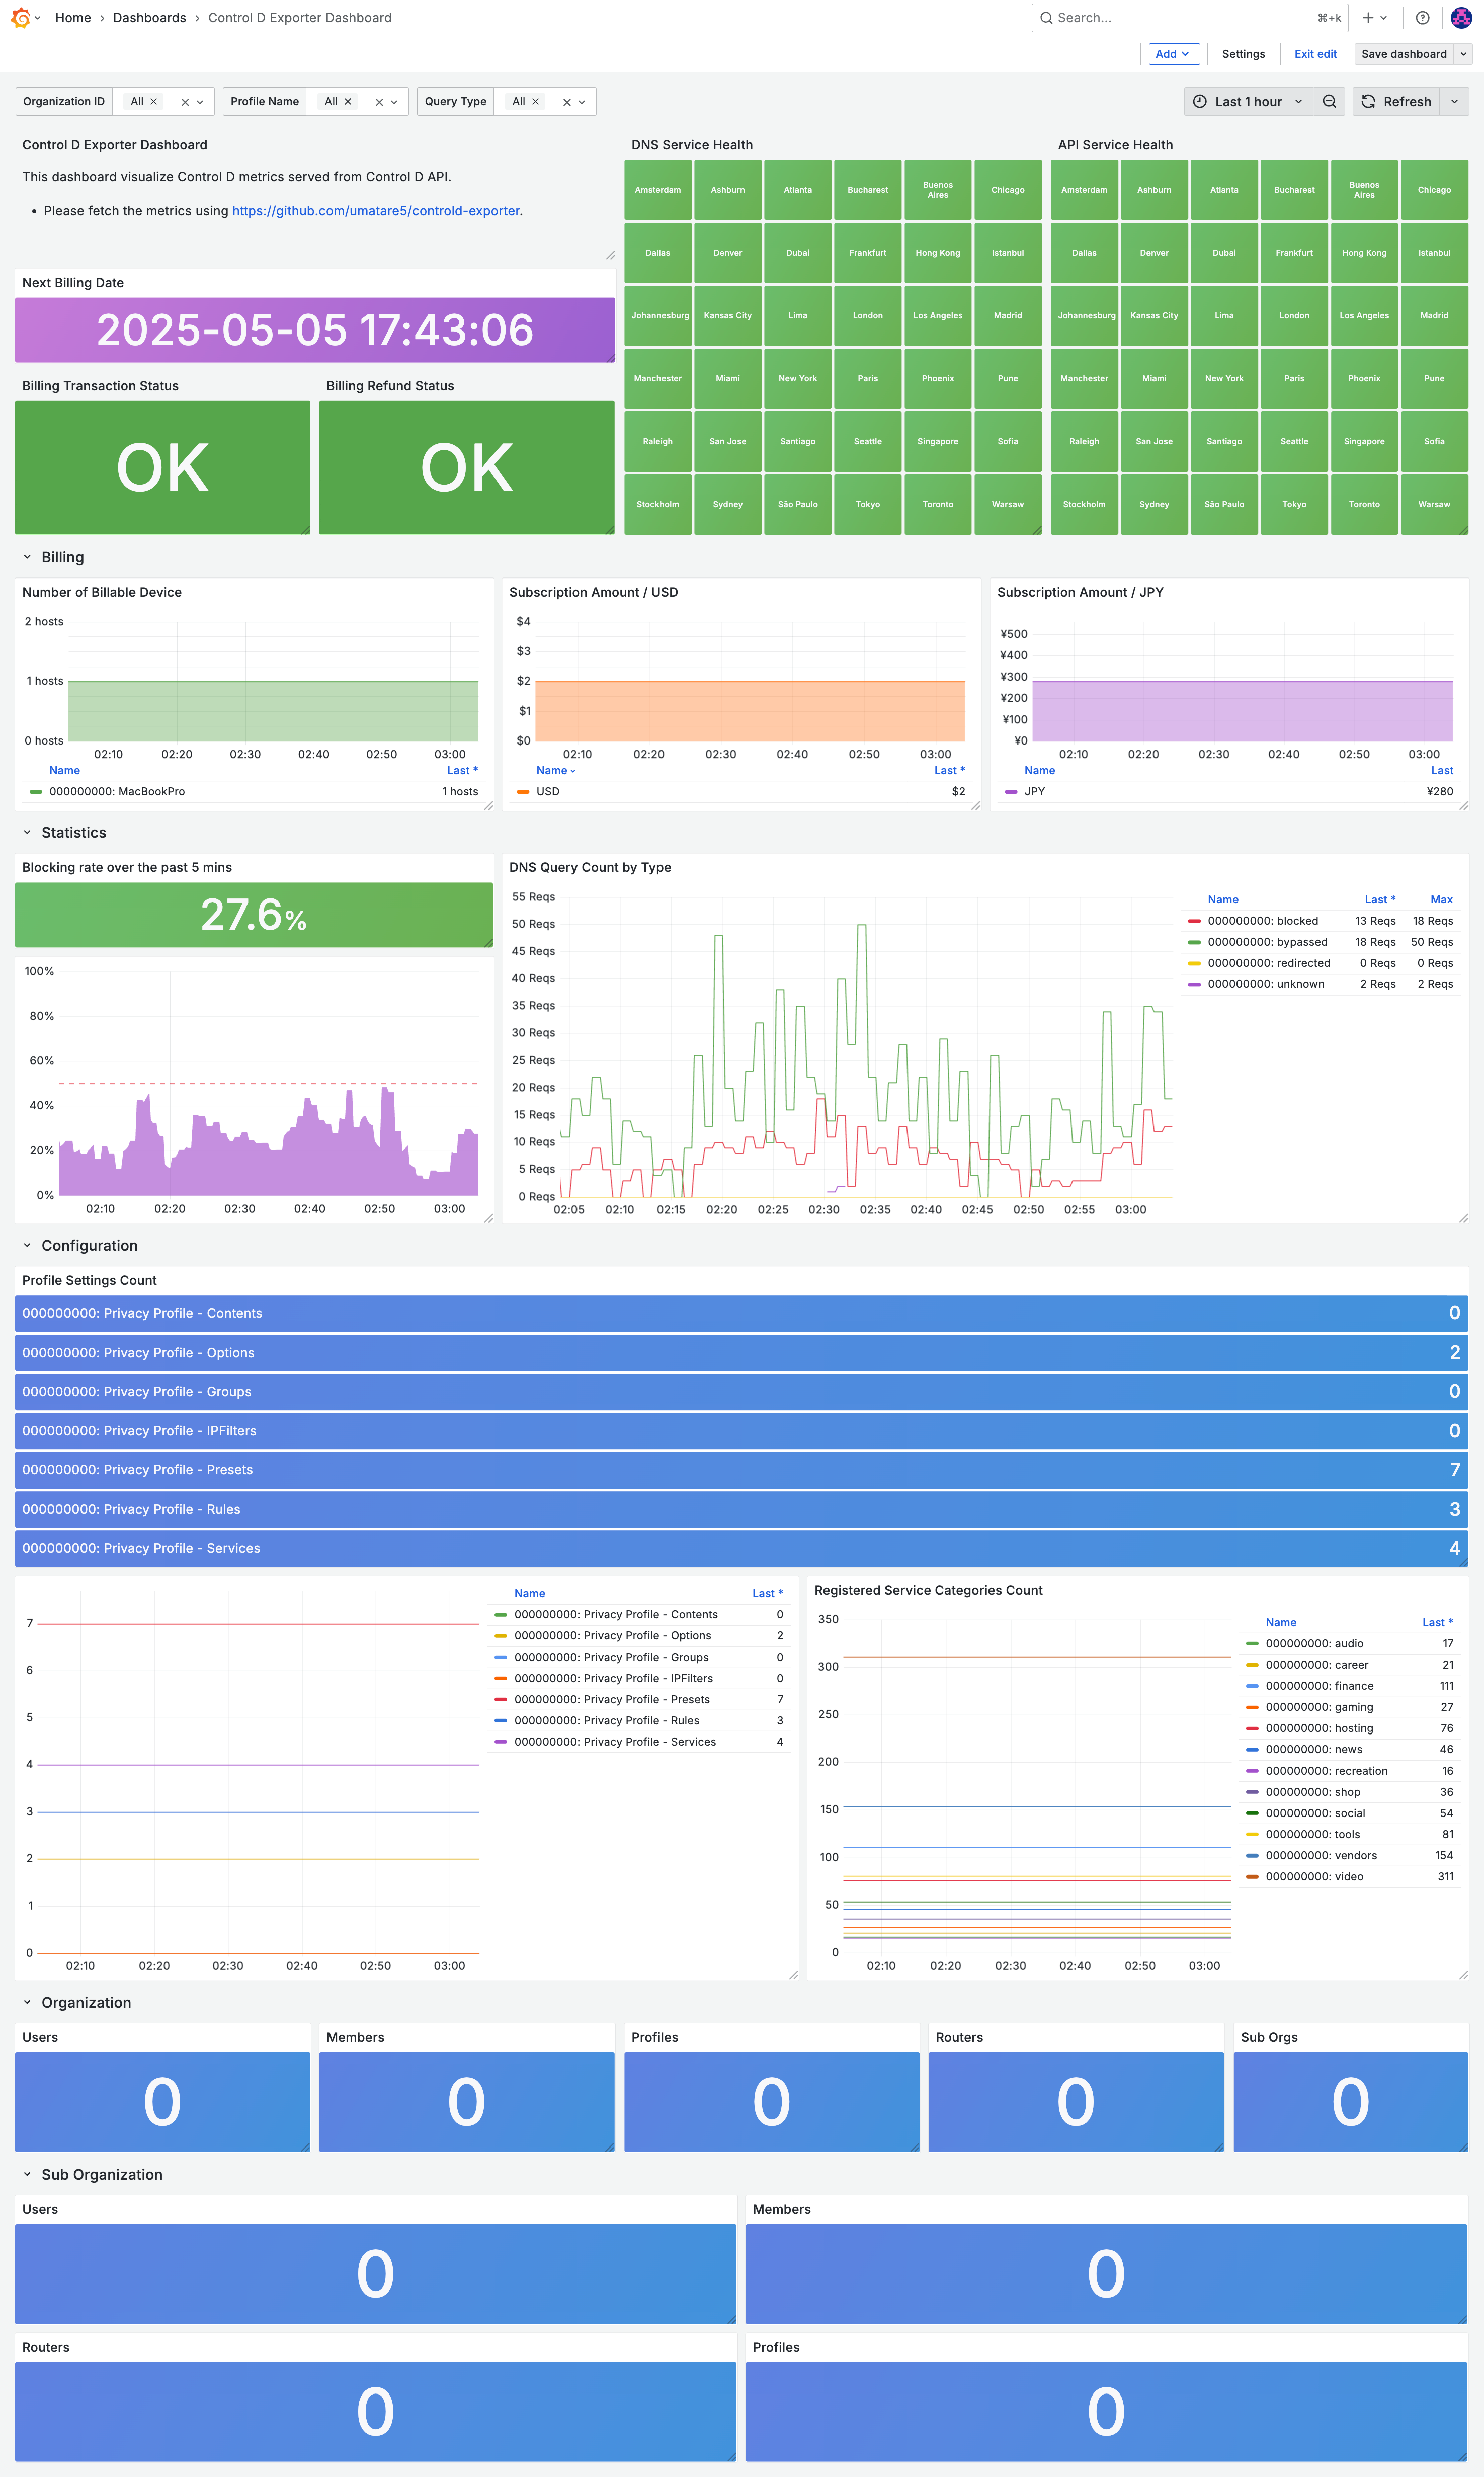 Home › Dashboards › Control D Exporter Dashboard
Search... ⌘+k
Add Settings Exit edit Save dashboard
Organization ID All Profile Name All Query Type All Last 1 hour Refresh
Control D Exporter Dashboard
This dashboard visualize Control D metrics served from Control D API.
• Please fetch the metrics using https://github.com/umatare5/controld-exporter.
Next Billing Date
2025-05-05 17:43:06
Billing Transaction Status
OK
Billing Refund Status
OK
DNS Service Health
Amsterdam Ashburn Atlanta Bucharest Buenos Aires Chicago
Dallas Denver Dubai Frankfurt Hong Kong Istanbul
Johannesburg Kansas City Lima London Los Angeles Madrid
Manchester Miami New York Paris Phoenix Pune
Raleigh San Jose Santiago Seattle Singapore Sofia
Stockholm Sydney São Paulo Tokyo Toronto Warsaw
API Service Health
Amsterdam Ashburn Atlanta Bucharest Buenos Aires Chicago
Dallas Denver Dubai Frankfurt Hong Kong Istanbul
Johannesburg Kansas City Lima London Los Angeles Madrid
Manchester Miami New York Paris Phoenix Pune
Raleigh San Jose Santiago Seattle Singapore Sofia
Stockholm Sydney São Paulo Tokyo Toronto Warsaw
Billing
Number of Billable Device
2 hosts
1 hosts
0 hosts
02:10 02:20 02:30 02:40 02:50 03:00
Name Last *
000000000: MacBookPro 1 hosts
Subscription Amount / USD
$4
$3
$2
$1
$0
02:10 02:20 02:30 02:40 02:50 03:00
Name Last *
USD $2
Subscription Amount / JPY
¥500
¥400
¥300
¥200
¥100
¥0
02:10 02:20 02:30 02:40 02:50 03:00
Name Last
JPY ¥280
Statistics
Blocking rate over the past 5 mins
27.6%
100%
80%
60%
40%
20%
0%
02:10 02:20 02:30 02:40 02:50 03:00
DNS Query Count by Type
55 Reqs
50 Reqs
45 Reqs
40 Reqs
35 Reqs
30 Reqs
25 Reqs
20 Reqs
15 Reqs
10 Reqs
5 Reqs
0 Reqs
02:05 02:10 02:15 02:20 02:25 02:30 02:35 02:40 02:45 02:50 02:55 03:00
Name Last * Max
000000000: blocked 13 Reqs 18 Reqs
000000000: bypassed 18 Reqs 50 Reqs
000000000: redirected 0 Reqs 0 Reqs
000000000: unknown 2 Reqs 2 Reqs
Configuration
Profile Settings Count
000000000: Privacy Profile - Contents 0
000000000: Privacy Profile - Options 2
000000000: Privacy Profile - Groups 0
000000000: Privacy Profile - IPFilters 0
000000000: Privacy Profile - Presets 7
000000000: Privacy Profile - Rules 3
000000000: Privacy Profile - Services 4
7
6
5
4
3
2
1
0
02:10 02:20 02:30 02:40 02:50 03:00
Name Last *
000000000: Privacy Profile - Contents 0
000000000: Privacy Profile - Options 2
000000000: Privacy Profile - Groups 0
000000000: Privacy Profile - IPFilters 0
000000000: Privacy Profile - Presets 7
000000000: Privacy Profile - Rules 3
000000000: Privacy Profile - Services 4
Registered Service Categories Count
350
300
250
200
150
100
50
0
02:10 02:20 02:30 02:40 02:50 03:00
Name Last *
000000000: audio 17
000000000: career 21
000000000: finance 111
000000000: gaming 27
000000000: hosting 76
000000000: news 46
000000000: recreation 16
000000000: shop 36
000000000: social 54
000000000: tools 81
000000000: vendors 154
000000000: video 311
Organization
Users Members Profiles Routers Sub Orgs
0 0 0 0 0
Sub Organization
Users Members
0 0
Routers Profiles
0 0